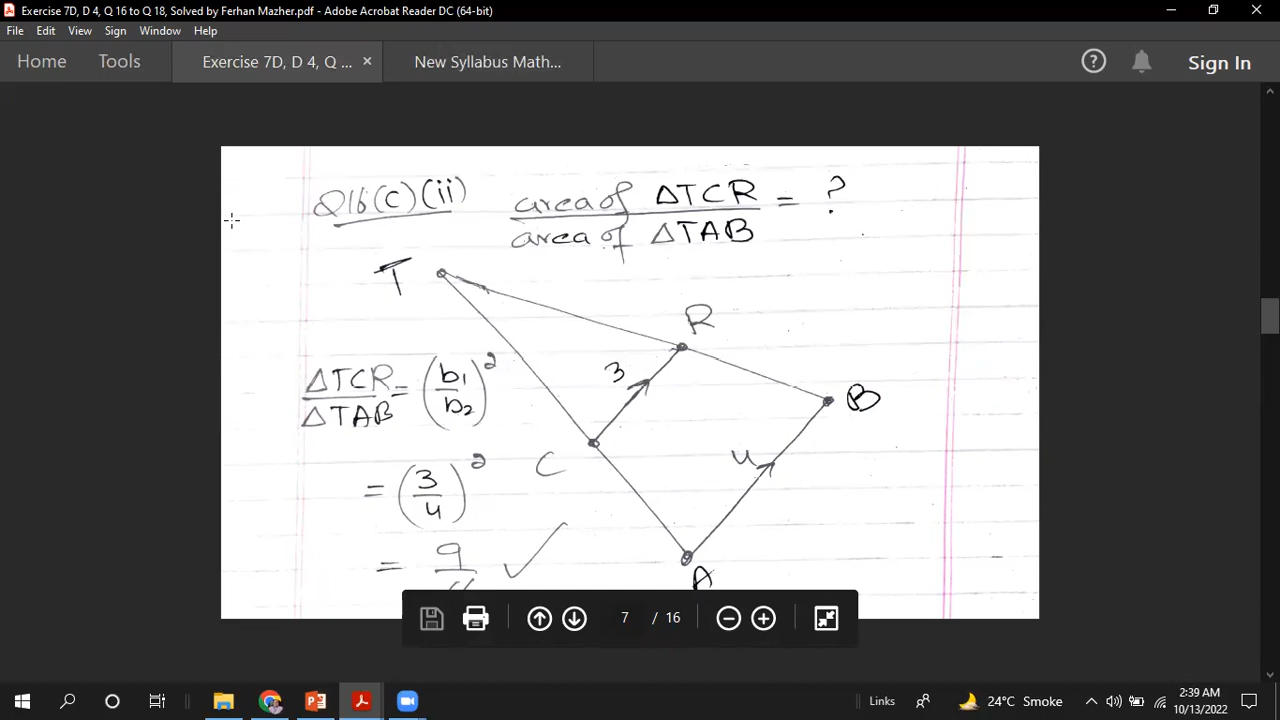 Exercise 7D, D 4, Q 16 to Q 18, Solved by Ferhan Mazher.pdf - Adobe Acrobat Reader DC (64-bit)
File Edit View Sign Window Help
Home Tools Exercise 7D, D 4, Q ... × New Syllabus Math... Sign In
Q16(c)(ii) area of ΔTCR = ?
area of ΔTAB
T
R
3
B
ΔTCR = (b1)2
ΔTAB b2
4
C
= (3)2
4
= 9
A
7 / 16
Links 24°C Smoke 2:39 AM
10/13/2022